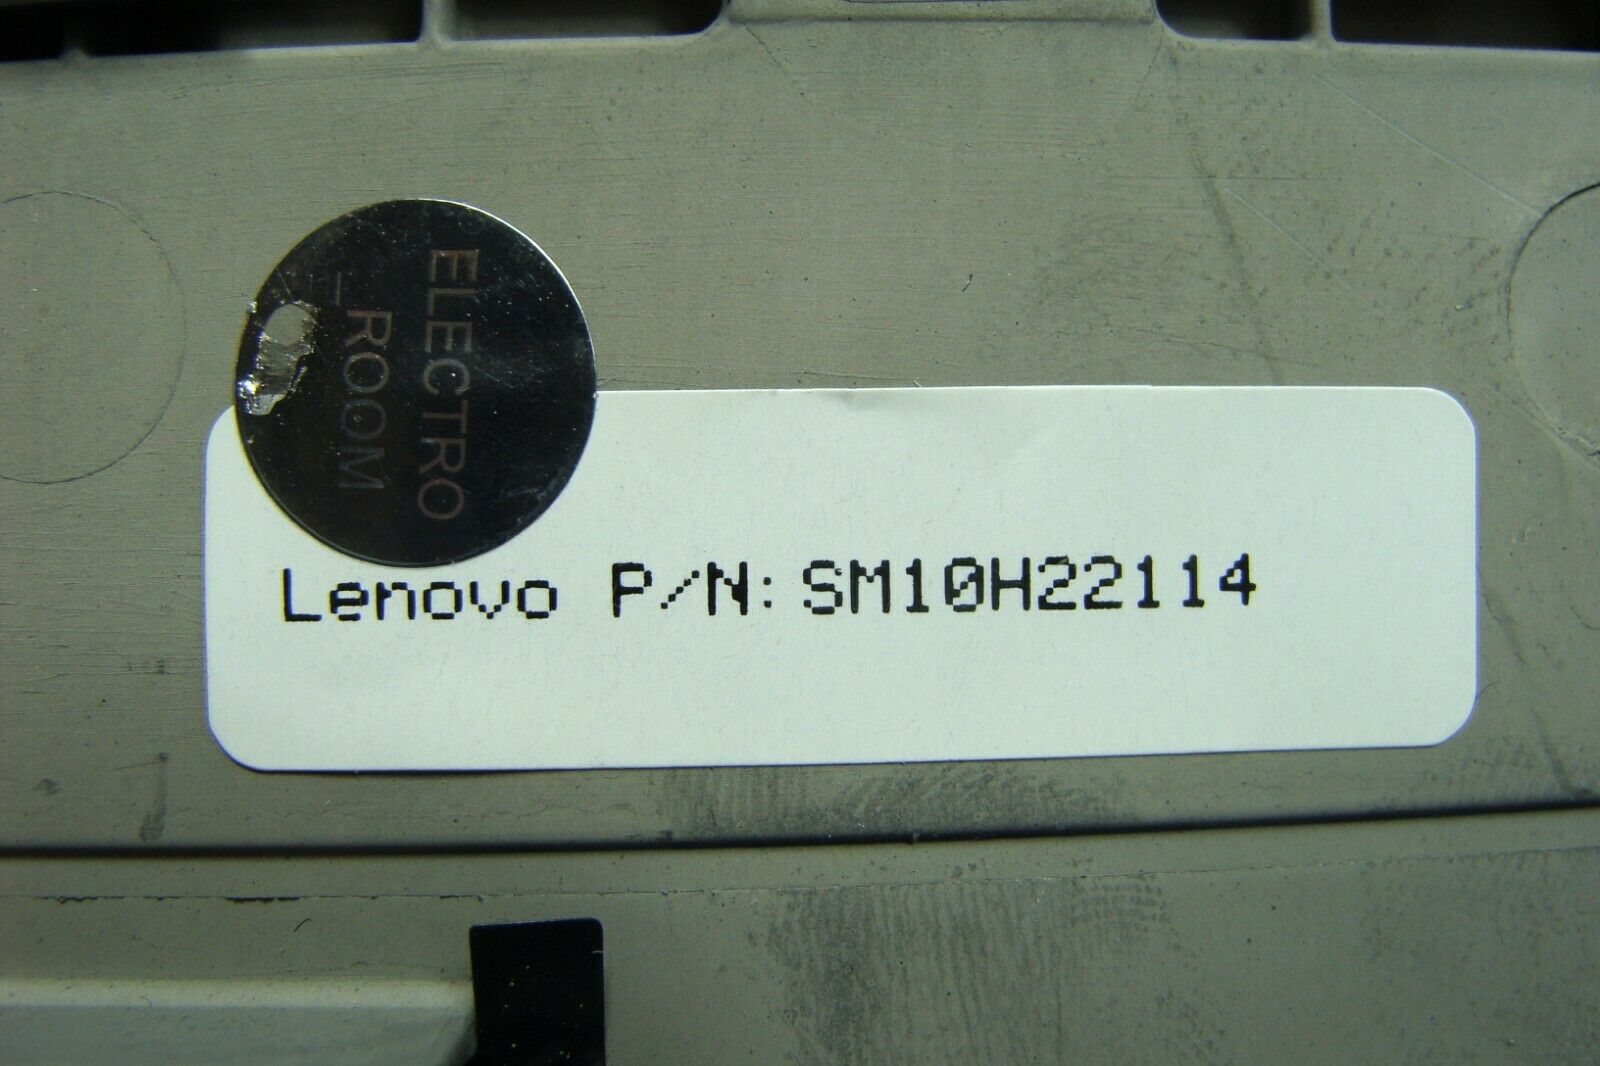 ELECTRO
_ROOM
Lenovo P/N: SM10H22114